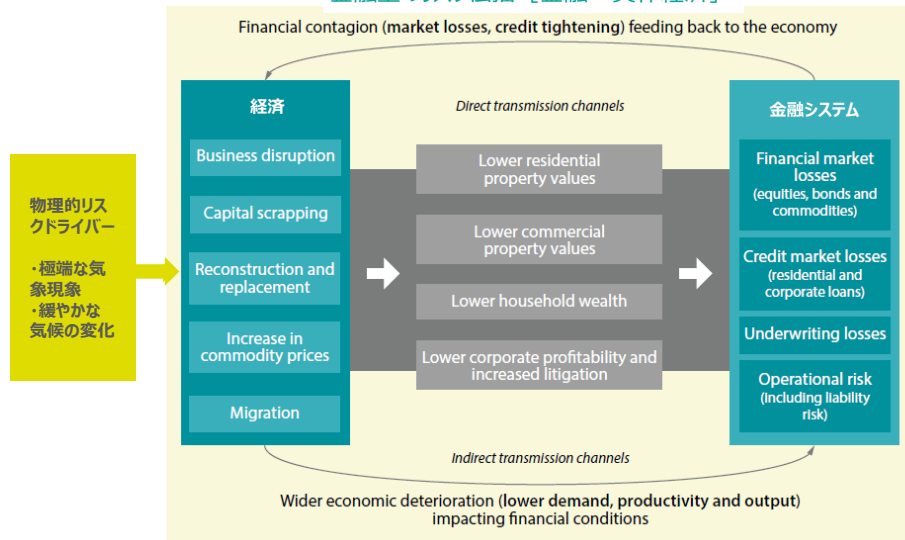 Financial contagion (market losses, credit tightening) feeding back to the economy
経済
Direct transmission channels
金融システム
物理的リス
クドライバー
・極端な気
象現象
・緩やかな
気候の変化
Business disruption
Capital scrapping
Reconstruction and
replacement
Increase in
commodity prices
Migration
Lower residential
property values
Lower commercial
property values
Lower household wealth
Lower corporate profitability and
increased litigation
Financial market
losses
(equities, bonds and
commodities)
Credit market losses
(residential and
corporate loans)
Underwriting losses
Operational risk
(including liability
risk)
Indirect transmission channels
Wider economic deterioration (lower demand, productivity and output)
impacting financial conditions